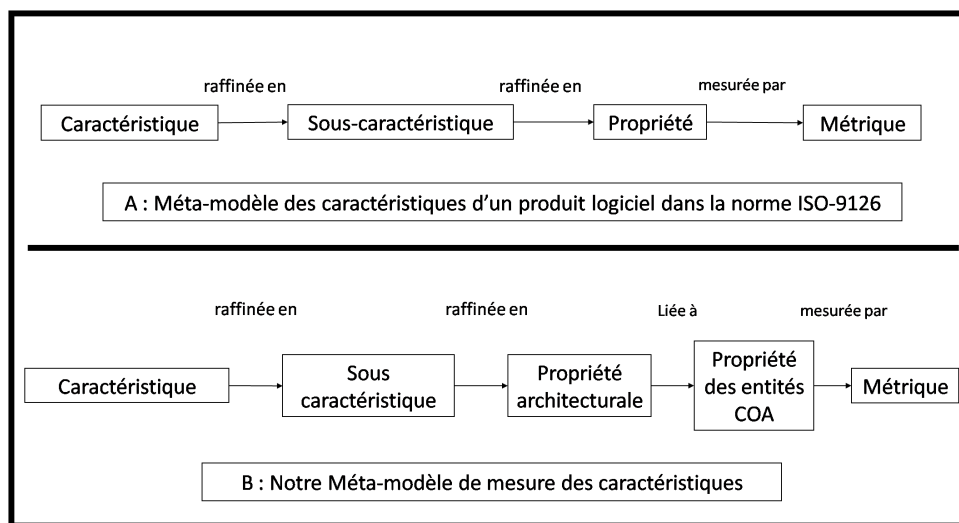 raffinée en
raffinée en
mesurée par
Caractéristique
Sous-caractéristique
Propriété
Métrique
A : Méta-modèle des caractéristiques d’un produit logiciel dans la norme ISO-9126
raffinée en
raffinée en
Liée à
mesurée par
Caractéristique
Sous
caractéristique
Propriété
architecturale
Propriété
des entités
COA
Métrique
B : Notre Méta-modèle de mesure des caractéristiques